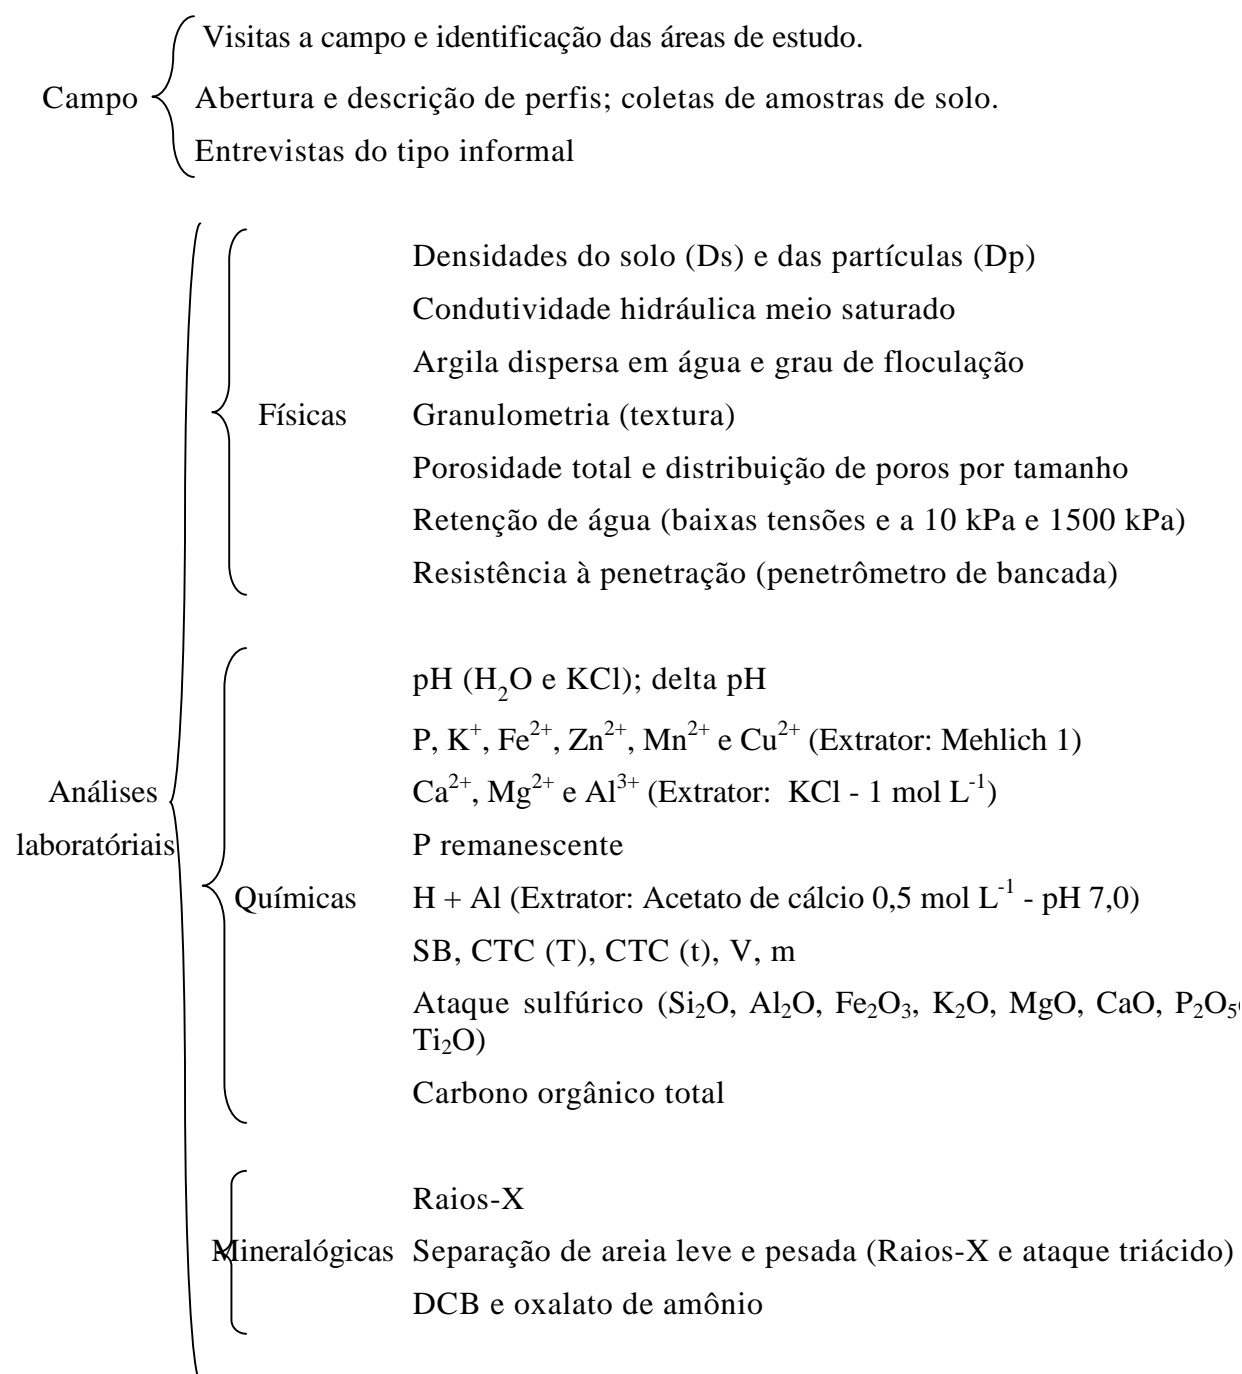 Visitas a campo e identificação das áreas de estudo.
Campo
Abertura e descrição de perfis; coletas de amostras de solo.
Entrevistas do tipo informal
Densidades do solo (Ds) e das partículas (Dp)
Condutividade hidráulica meio saturado
Argila dispersa em água e grau de floculação
Físicas
Granulometria (textura)
Porosidade total e distribuição de poros por tamanho
Retenção de água (baixas tensões e a 10 kPa e 1500 kPa)
Resistência à penetração (penetrômetro de bancada)
Análises
laboratóriais
pH (H₂O e KCl); delta pH
P, K⁺, Fe²⁺, Zn²⁺, Mn²⁺ e Cu²⁺ (Extrator: Mehlich 1)
Ca²⁺, Mg²⁺ e Al³⁺ (Extrator: KCl - 1 mol L⁻¹)
P remanescente
Químicas
H + Al (Extrator: Acetato de cálcio 0,5 mol L⁻¹ - pH 7,0)
SB, CTC (T), CTC (t), V, m
Ataque sulfúrico (Si₂O, Al₂O, Fe₂O₃, K₂O, MgO, CaO, P₂O₅
Ti₂O)
Carbono orgânico total
Raios-X
Mineralógicas
Separação de areia leve e pesada (Raios-X e ataque triácido)
DCB e oxalato de amônio